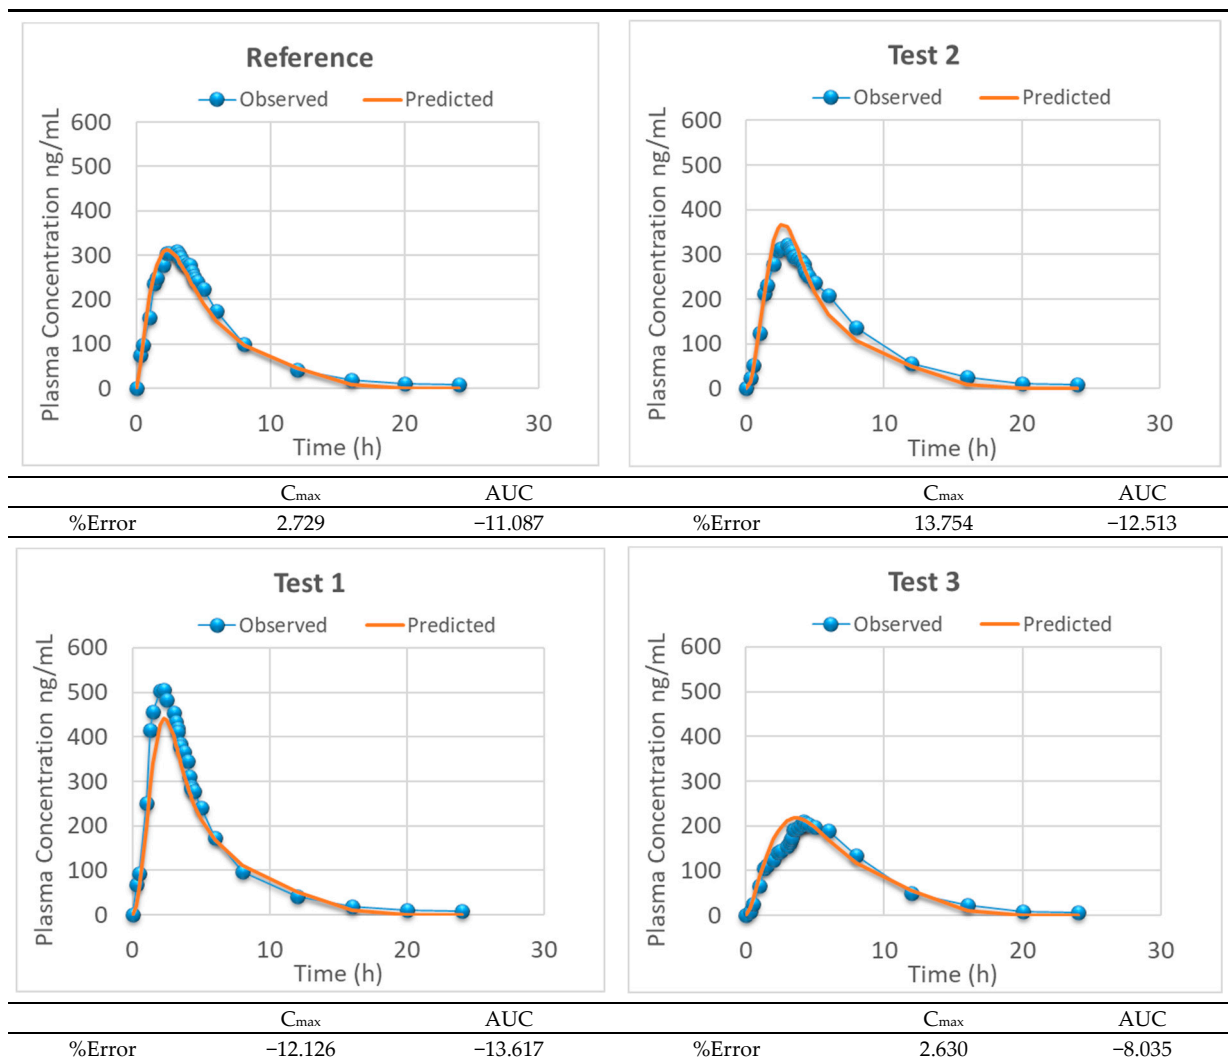 Reference
Observed Predicted
Plasma Concentration ng/mL
600
500
400
300
200
100
0
0 10 20 30
Time (h)
Test 2
Observed Predicted
Plasma Concentration ng/mL
600
500
400
300
200
100
0
0 10 20 30
Time (h)
Cmax AUC Cmax AUC
%Error 2.729 −11.087 %Error 13.754 −12.513
Test 1
Observed Predicted
Plasma Concentration ng/mL
600
500
400
300
200
100
0
0 10 20 30
Time (h)
Test 3
Observed Predicted
Plasma Concentration ng/mL
600
500
400
300
200
100
0
0 10 20 30
Time (h)
Cmax AUC Cmax AUC
%Error −12.126 −13.617 %Error 2.630 −8.035